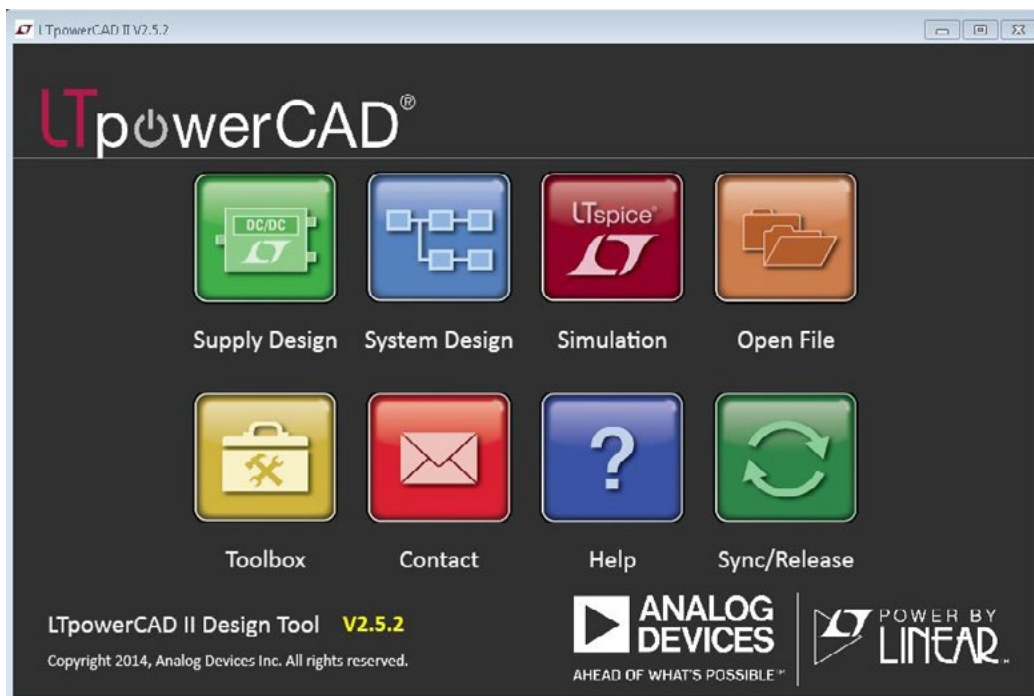 LTpowerCAD II V2.5.2
LTpowerCAD®
DC/DC
LTspice®
Supply Design
System Design
Simulation
Open File
?
Toolbox
Contact
Help
Sync/Release
LTpowerCAD II Design Tool V2.5.2
Copyright 2014, Analog Devices Inc. All rights reserved.
ANALOG
DEVICES
AHEAD OF WHAT'S POSSIBLE™
POWER BY
LINEAR™